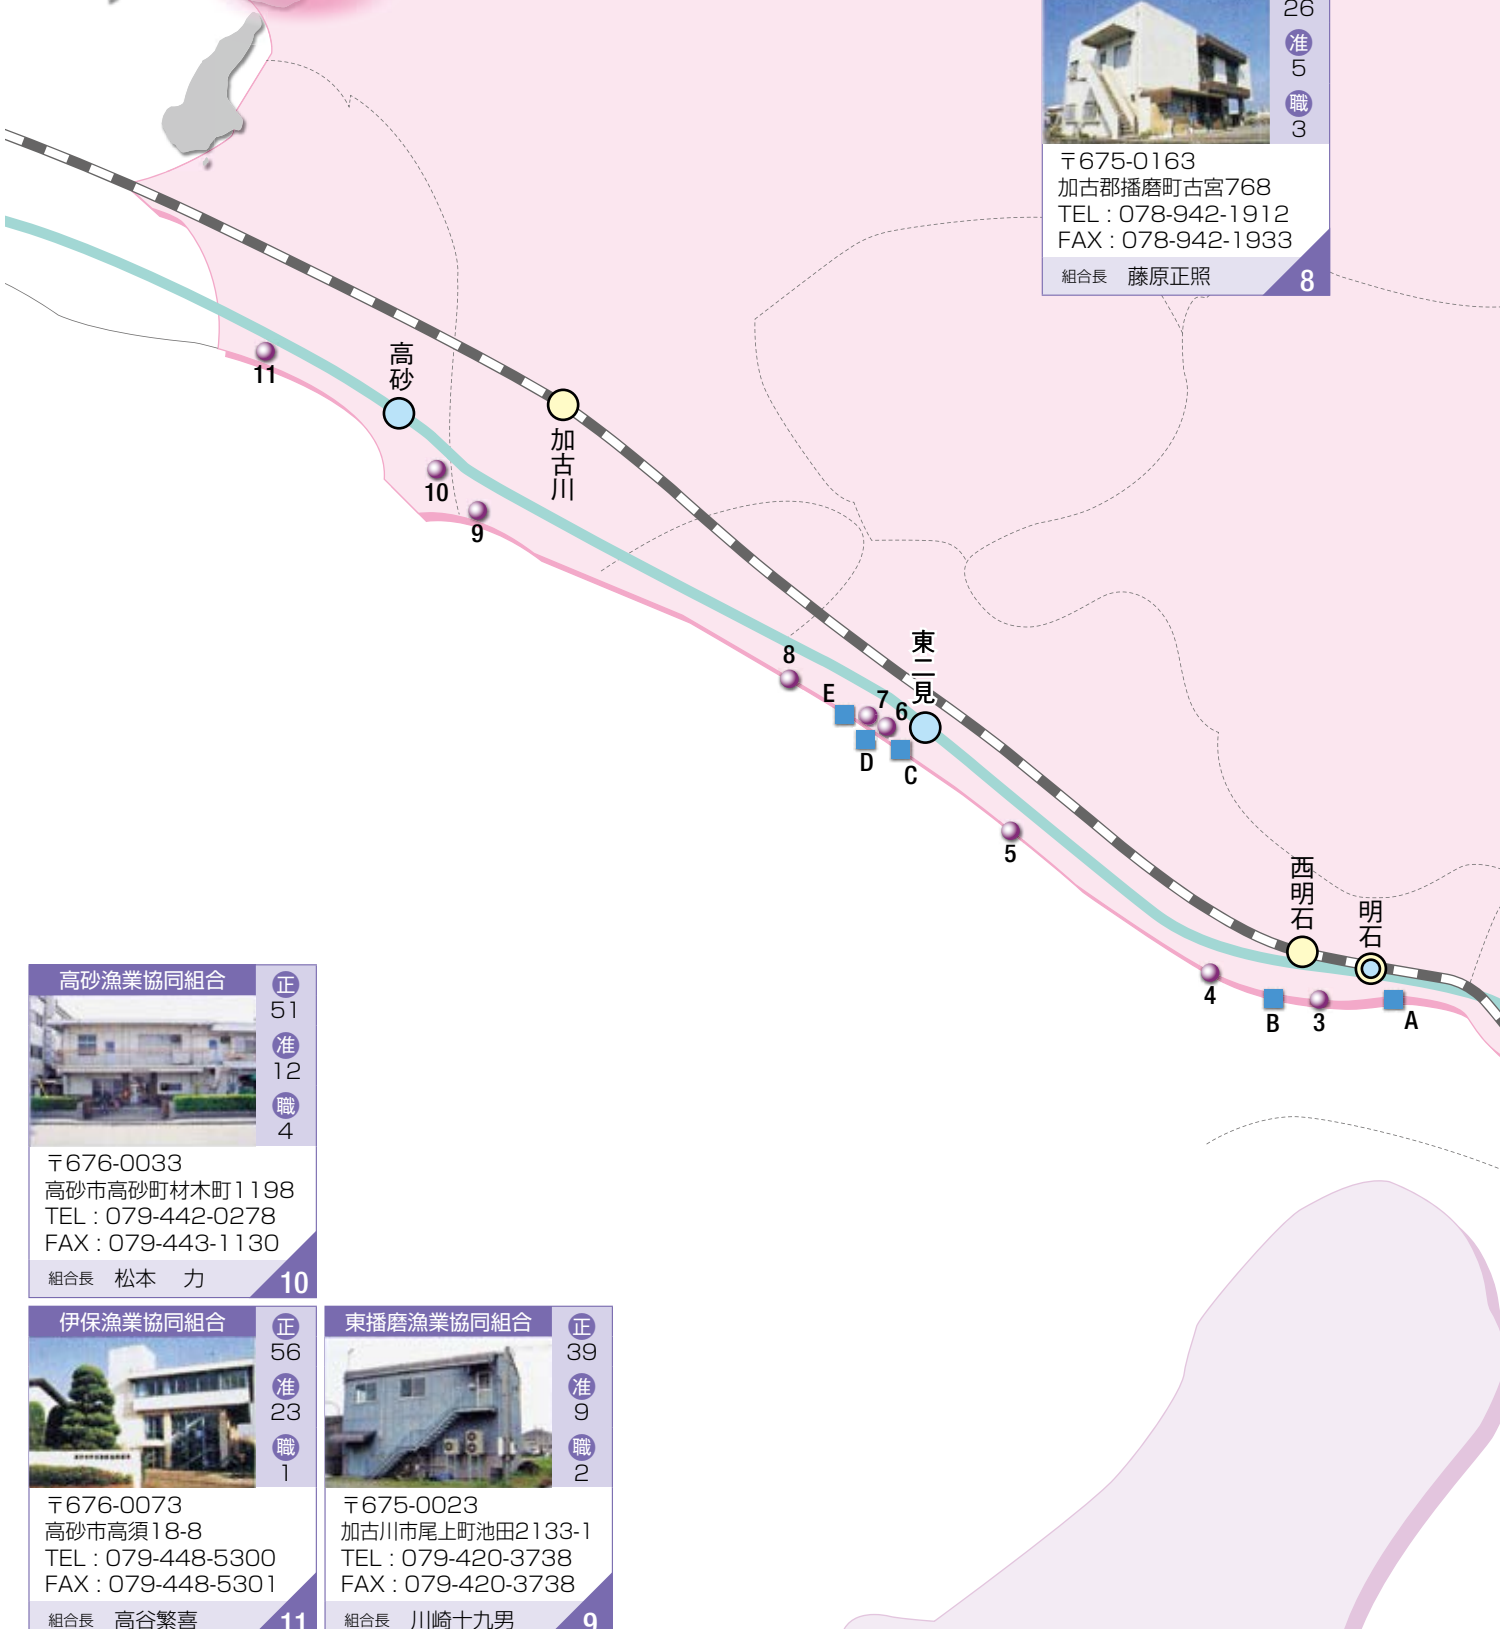 26
准
5
職
3
〒675-0163
加古郡播磨町古宮768
TEL : 078-942-1912
FAX : 078-942-1933
組合長 藤原正照
8
11
高砂
加古川
10
9
8
E
7
6
東二見
D
C
5
西明石
明石
4
B
3
A
高砂漁業協同組合
正
51
准
12
職
4
〒676-0033
高砂市高砂町材木町1198
TEL : 079-442-0278
FAX : 079-443-1130
組合長 松本 力
10
伊保漁業協同組合
正
56
准
23
職
1
〒676-0073
高砂市高須18-8
TEL : 079-448-5300
FAX : 079-448-5301
組合長 高谷繁喜
11
東播磨漁業協同組合
正
39
准
9
職
2
〒675-0023
加古川市尾上町池田2133-1
TEL : 079-420-3738
FAX : 079-420-3738
組合長 川崎十九男
9